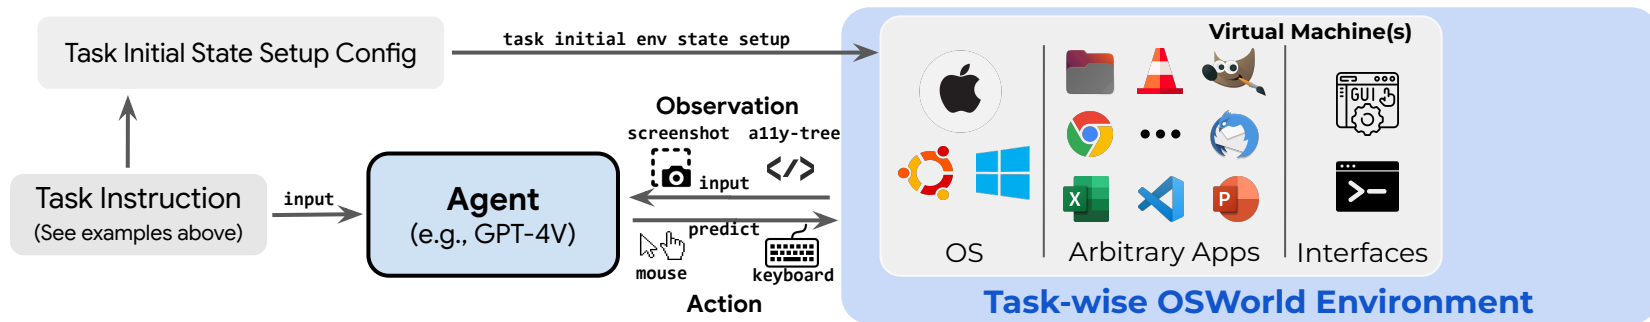 Task Initial State Setup Config
task initial env state setup
Virtual Machine(s)
Observation
screenshot a11y-tree
input
Task Instruction
(See examples above)
input
Agent
(e.g., GPT-4V)
predict
mouse
keyboard
Action
GUI
X
P
OS
Arbitrary Apps
Interfaces
Task-wise OSWorld Environment